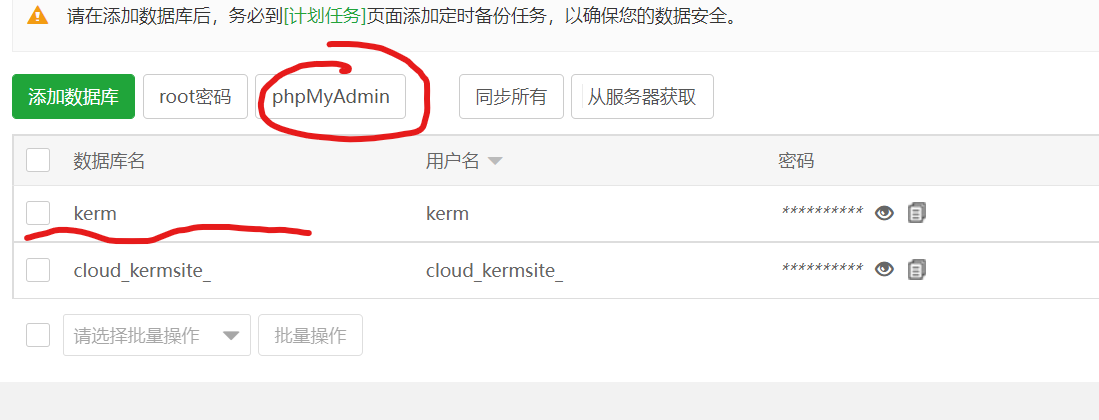 请在添加数据库后，务必到[计划任务]页面添加定时备份任务，以确保您的数据安全。
添加数据库 root密码 phpMyAdmin 同步所有 从服务器获取
数据库名 用户名 密码
kerm kerm **********
cloud_kermsite_ cloud_kermsite_ **********
请选择批量操作 批量操作